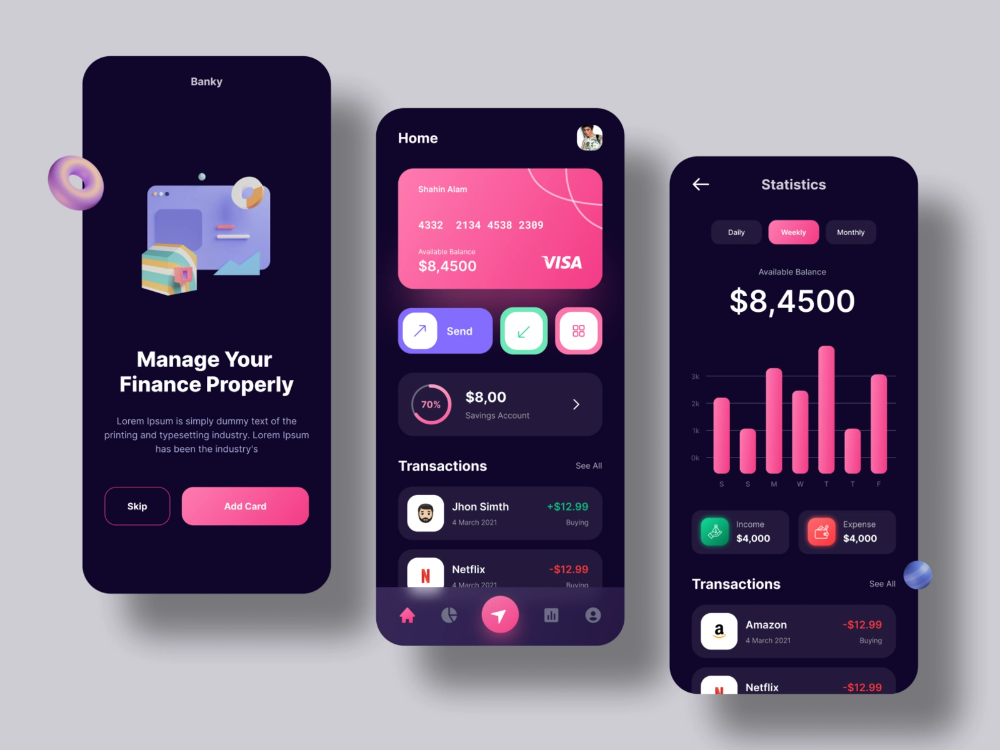 Banky
Manage Your
Finance Properly
Lorem Ipsum is simply dummy text of the
printing and typesetting industry. Lorem Ipsum
has been the industry's
Skip
Add Card
Home
Shahin Alam
4332 2134 4538 2309
Available Balance
$8,4500
VISA
Send
70%
$8,00
Savings Account
Transactions
See All
Jhon Simth
+$12.99
4 March 2021
Buying
N
Netflix
-$12.99
4 March 2021
Buying
Statistics
Daily
Weekly
Monthly
Available Balance
$8,4500
3k
2k
1k
0k
S S M W T T F
Income
$4,000
Expense
$4,000
Transactions
See All
a
Amazon
-$12.99
4 March 2021
Buying
N
Netflix
-$12.99